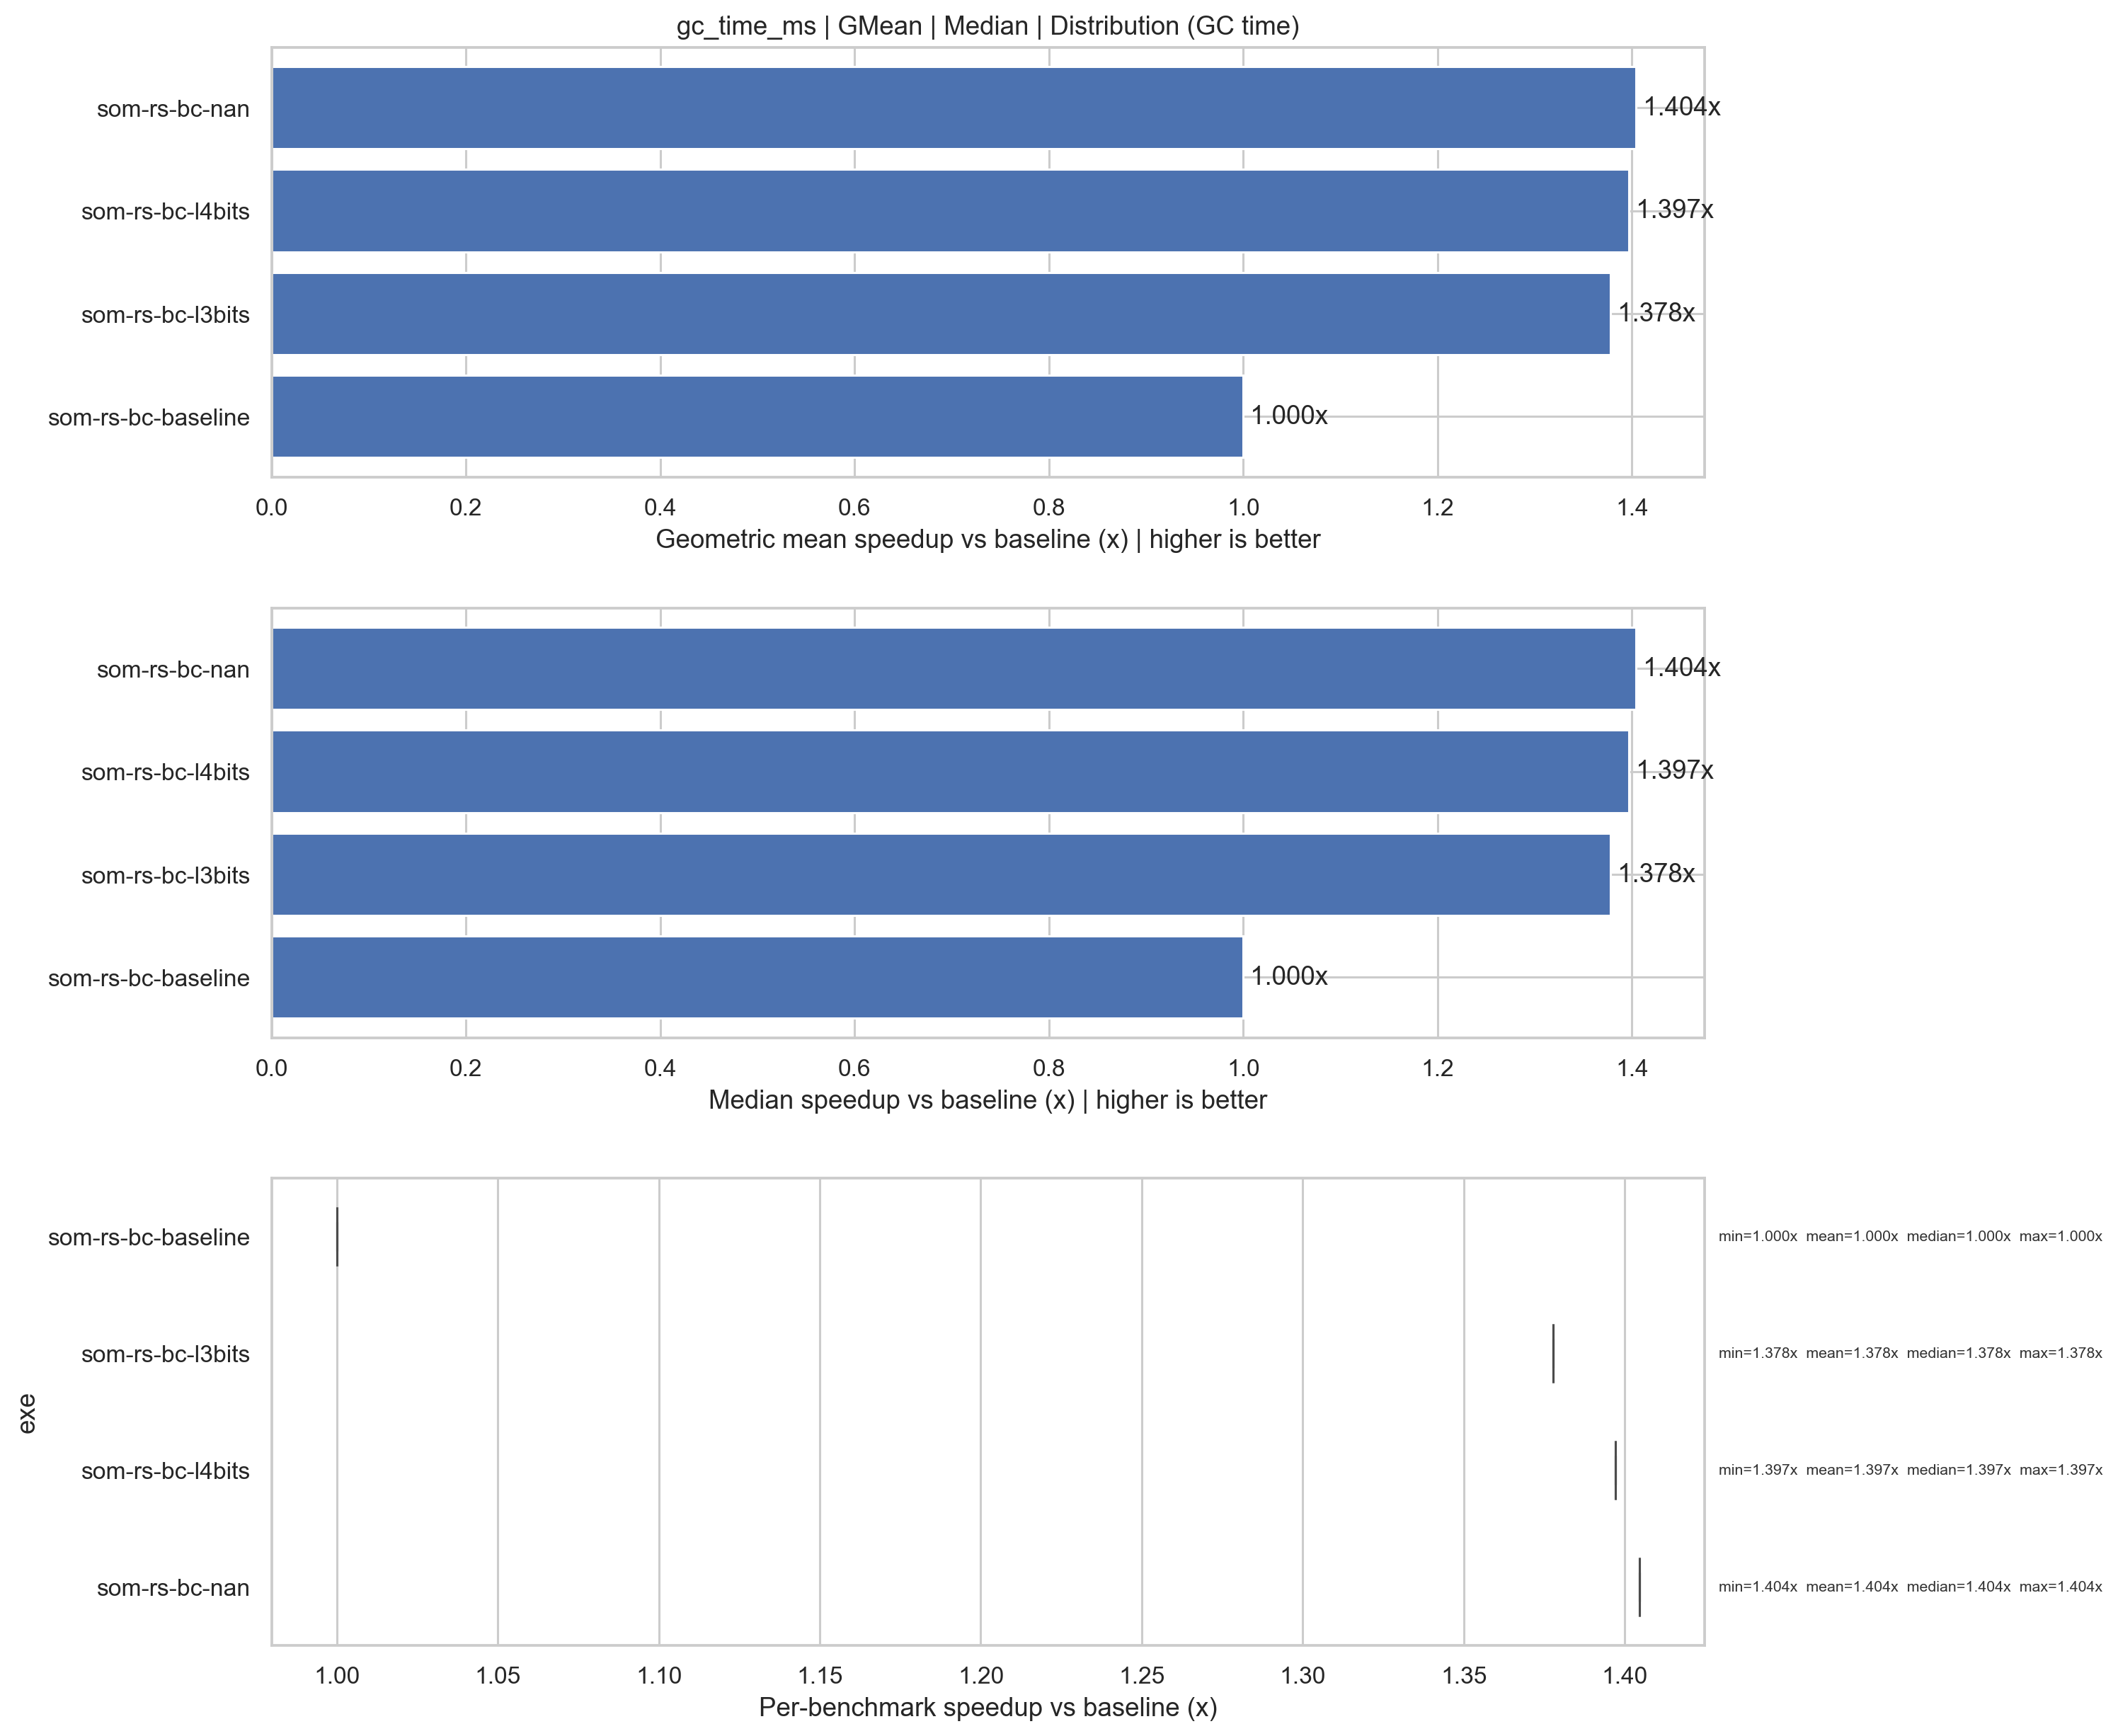 gc_time_ms | GMean | Median | Distribution (GC time)
som-rs-bc-nan
1.404x
som-rs-bc-l4bits
1.397x
som-rs-bc-l3bits
1.378x
som-rs-bc-baseline
1.000x
0.0 0.2 0.4 0.6 0.8 1.0 1.2 1.4
Geometric mean speedup vs baseline (x) | higher is better
som-rs-bc-nan
1.404x
som-rs-bc-l4bits
1.397x
som-rs-bc-l3bits
1.378x
som-rs-bc-baseline
1.000x
0.0 0.2 0.4 0.6 0.8 1.0 1.2 1.4
Median speedup vs baseline (x) | higher is better
exe
som-rs-bc-baseline
min=1.000x mean=1.000x median=1.000x max=1.000x
som-rs-bc-l3bits
min=1.378x mean=1.378x median=1.378x max=1.378x
som-rs-bc-l4bits
min=1.397x mean=1.397x median=1.397x max=1.397x
som-rs-bc-nan
min=1.404x mean=1.404x median=1.404x max=1.404x
1.00 1.05 1.10 1.15 1.20 1.25 1.30 1.35 1.40
Per-benchmark speedup vs baseline (x)